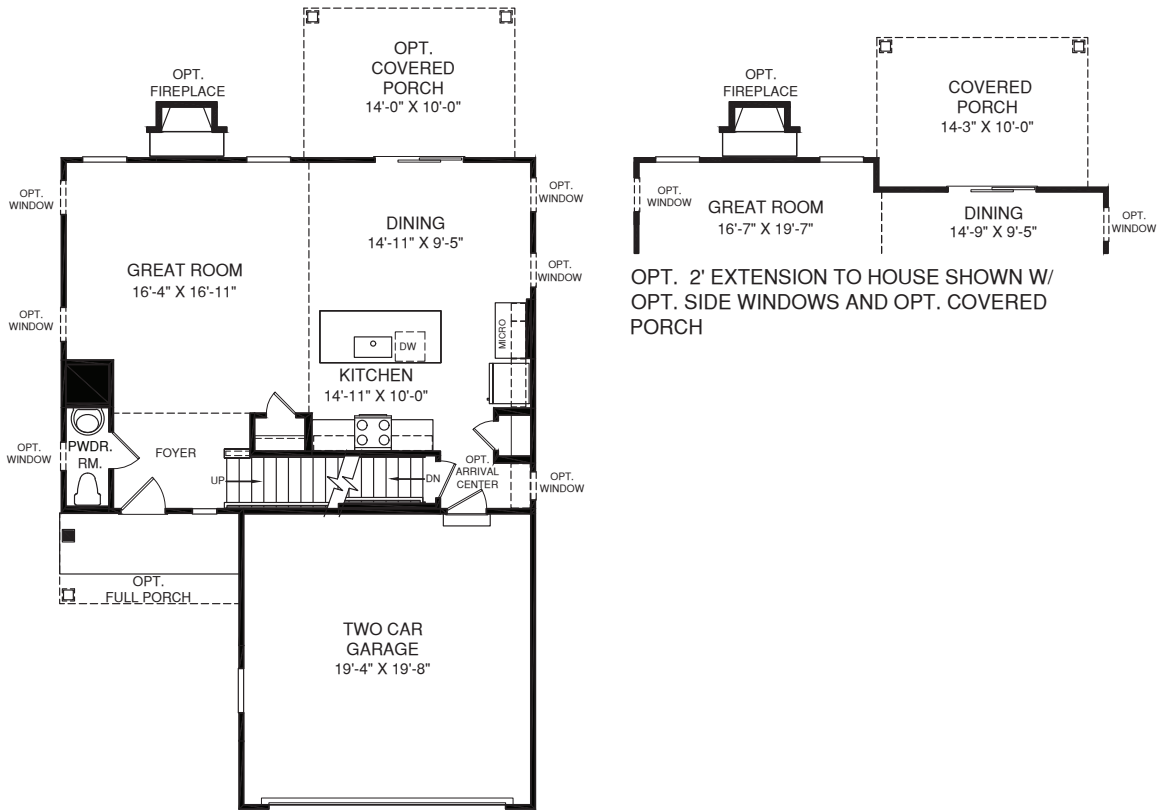 OPT.
COVERED
PORCH
14'-0" X 10'-0"
OPT.
FIREPLACE
OPT.
WINDOW
OPT.
WINDOW
DINING
14'-11" X 9'-5"
GREAT ROOM
16'-4" X 16'-11"
OPT.
WINDOW
OPT.
WINDOW
MICRO
DW
KITCHEN
14'-11" X 10'-0"
OPT.
WINDOW
PWDR.
RM.
FOYER
UP
DN
OPT.
ARRIVAL
CENTER
OPT.
WINDOW
OPT.
FULL PORCH
TWO CAR
GARAGE
19'-4" X 19'-8"
OPT.
FIREPLACE
COVERED
PORCH
14-3" X 10'-0"
OPT.
WINDOW
GREAT ROOM
16'-7" X 19'-7"
DINING
14'-9" X 9'-5"
OPT.
WINDOW
OPT. 2' EXTENSION TO HOUSE SHOWN W/
OPT. SIDE WINDOWS AND OPT. COVERED
PORCH